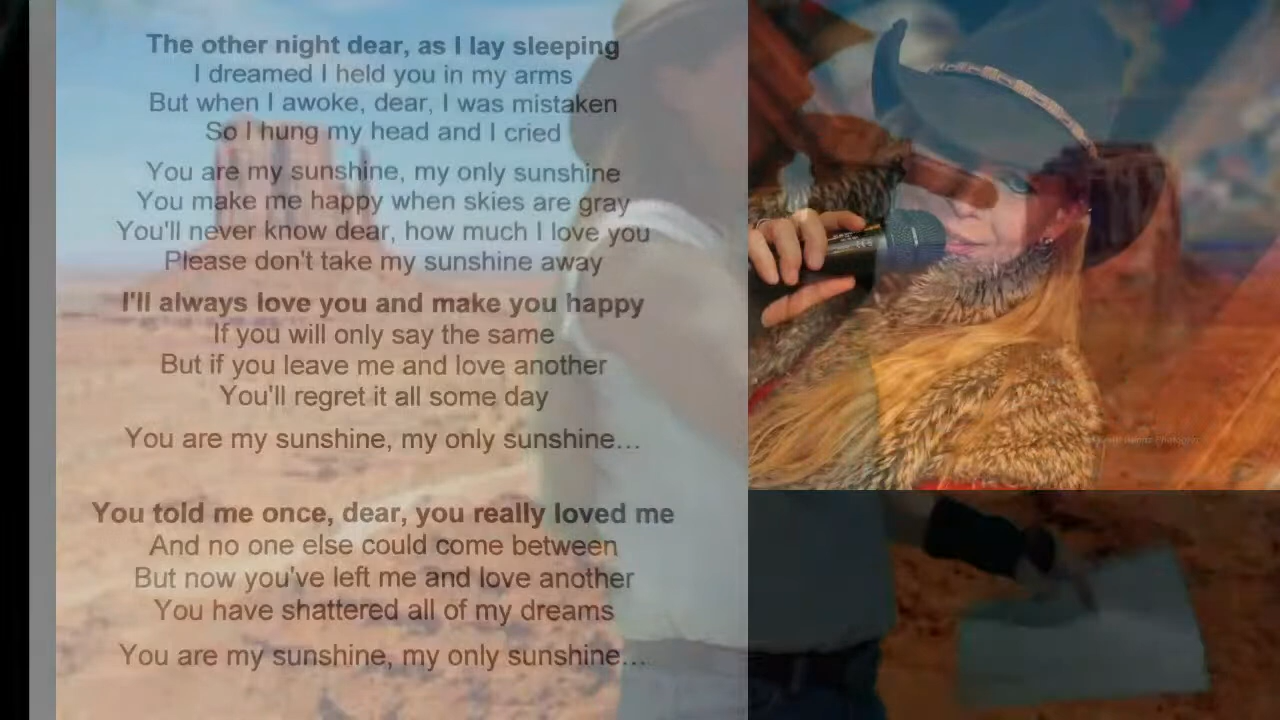 The other night dear, as I lay sleeping
I dreamed I held you in my arms
But when I awoke, dear, I was mistaken
So I hung my head and I cried
You are my sunshine, my only sunshine
You make me happy when skies are gray
You'll never know dear, how much I love you
Please don't take my sunshine away
I'll always love you and make you happy
If you will only say the same
But if you leave me and love another
You'll regret it all some day
You are my sunshine, my only sunshine…
You told me once, dear, you really loved me
And no one else could come between
But now you've left me and love another
You have shattered all of my dreams
You are my sunshine, my only sunshine…